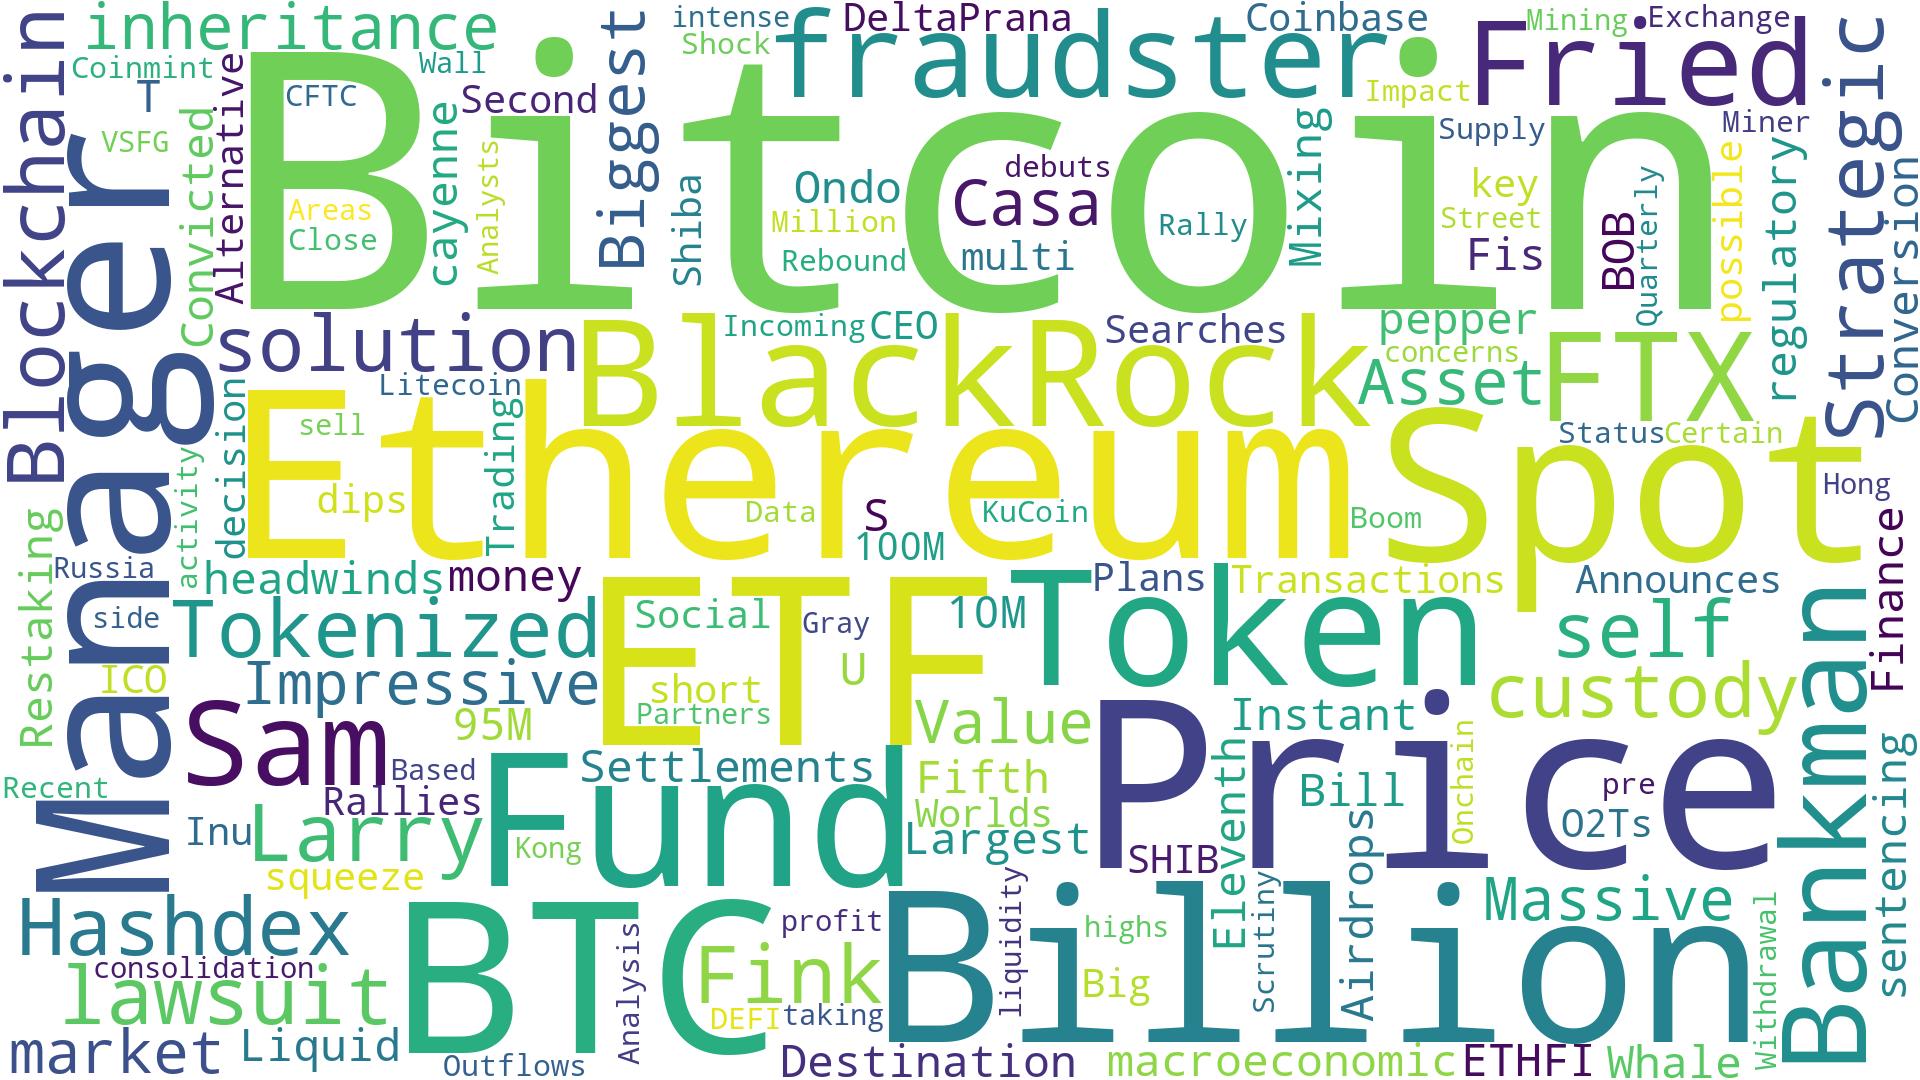 inheritance
intense
DeltaPrana
Coinbase
Mining
Exchange
Shock
fraudster
Fried
Strategic
Blockchain
Coinmint
Wall
Biggest
T
CFTC
Second
Impact
Bitcoin
VSFG
Convicted
Alternative
cayenne
Analysts
Shiba
Ondo
debuts
Casa
Mixing
Supply
Miner
key
Areas
Million
Rally
Street
Quarterly
possible
regulatory
Conversion
Close
Rebound
multi
Fis
BOB
Manager
solution
Incoming
CEO
Searches
pepper
BlackRock
concerns
FTX
Litecoin
Asset
sell
decision
Trading
Status
Certain
Ethereum
Spot
dips
Data
S
KuCoin
Boom
Hong
activity
100M
Restaking
Russia
headwinds
money
Plans
Transactions
Announces
Finance
side
Tokenized
ETF
Social
Gray
10M
Token
self
ICO
Impressive
short
U
custody
95M
Partners
Value
Instant
Price
Bankman
Sam
Based
Settlements
Fifth
Eleventh
Bill
Onchain
pre
Recent
Rallies
Fund
Worlds
O2Ts
Inu
Larry
Kong
Largest
SHIB
Airdrops
sentencing
squeeze
Hashdex
BTC
profit
Billion
liquidity
highs
Scrutiny
Massive
Withdrawal
consolidation
lawsuit
Analysis
Fink
Big
DEFI
taking
market
Liquid
Outflows
Destination
macroeconomic
ETHFI
Whale